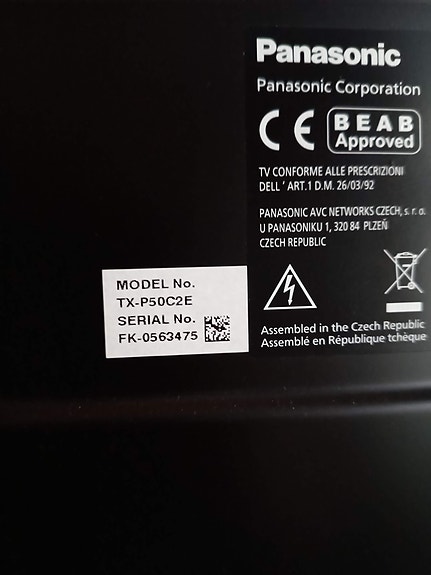 Panasonic
Panasonic Corporation
CE
BEAB
Approved
TV CONFORME ALLE PRESCRIZIONI
DELL ' ART.1 D.M. 26/03/92
PANASONIC AVC NETWORKS CZECH, s. r. o.
U PANASONIKU 1, 320 84 PLZEŇ
CZECH REPUBLIC
MODEL No.
TX-P50C2E
SERIAL No.
FK-0563475
Assembled in the Czech Republic
Assemblé en République tchèque